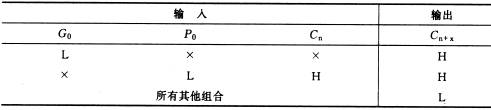 输 入 输出
G₀ P₀ Cₙ Cₙ₊ₓ
L × × H
× L H H
所有其他组合 L